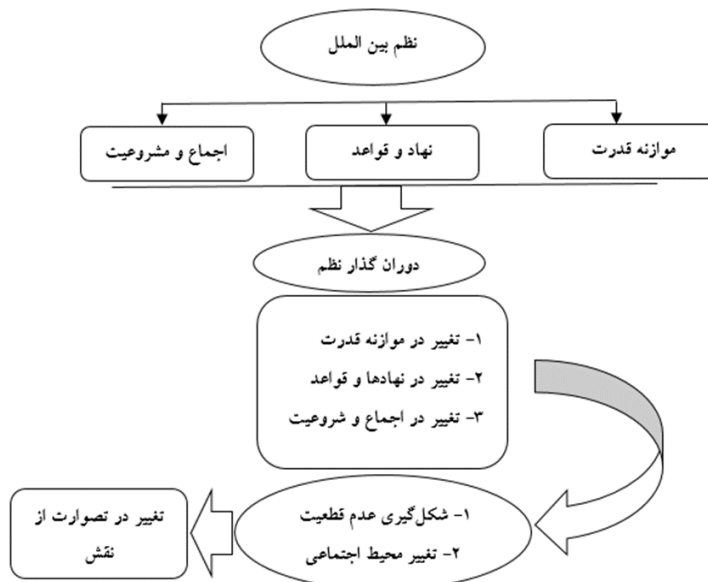 نظم بین الملل
موازنه قدرت
نهاد و قواعد
اجماع و مشروعیت
دوران گذار نظم
۱- تغییر در موازنه قدرت
۲- تغییر در نهادها و قواعد
۳- تغییر در اجماع و شروعیت
۱- شکل‌گیری عدم قطعیت
۲- تغییر محیط اجتماعی
تغییر در تصوارت از
نقش